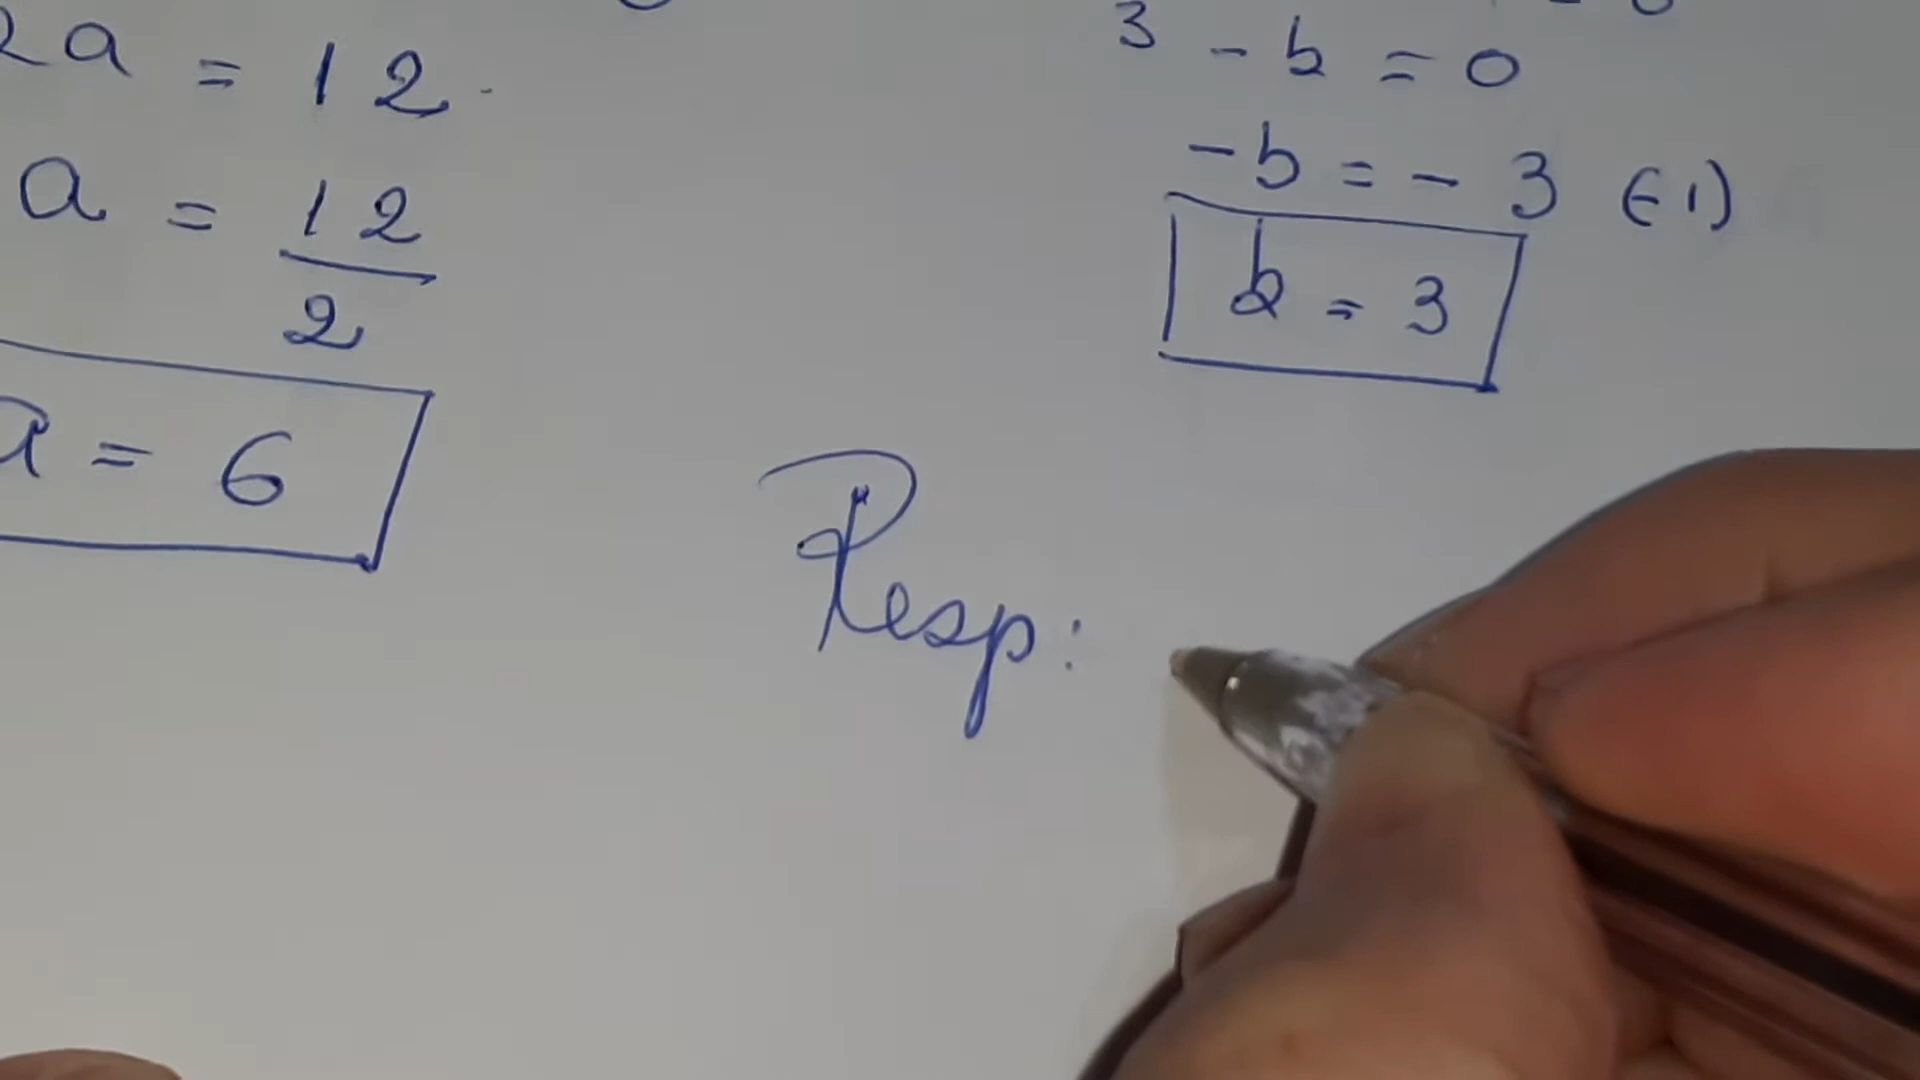 2a = 12
a = 12/2
a = 6
3 - b = 0
-b = -3 (-1)
b = 3
Resp: